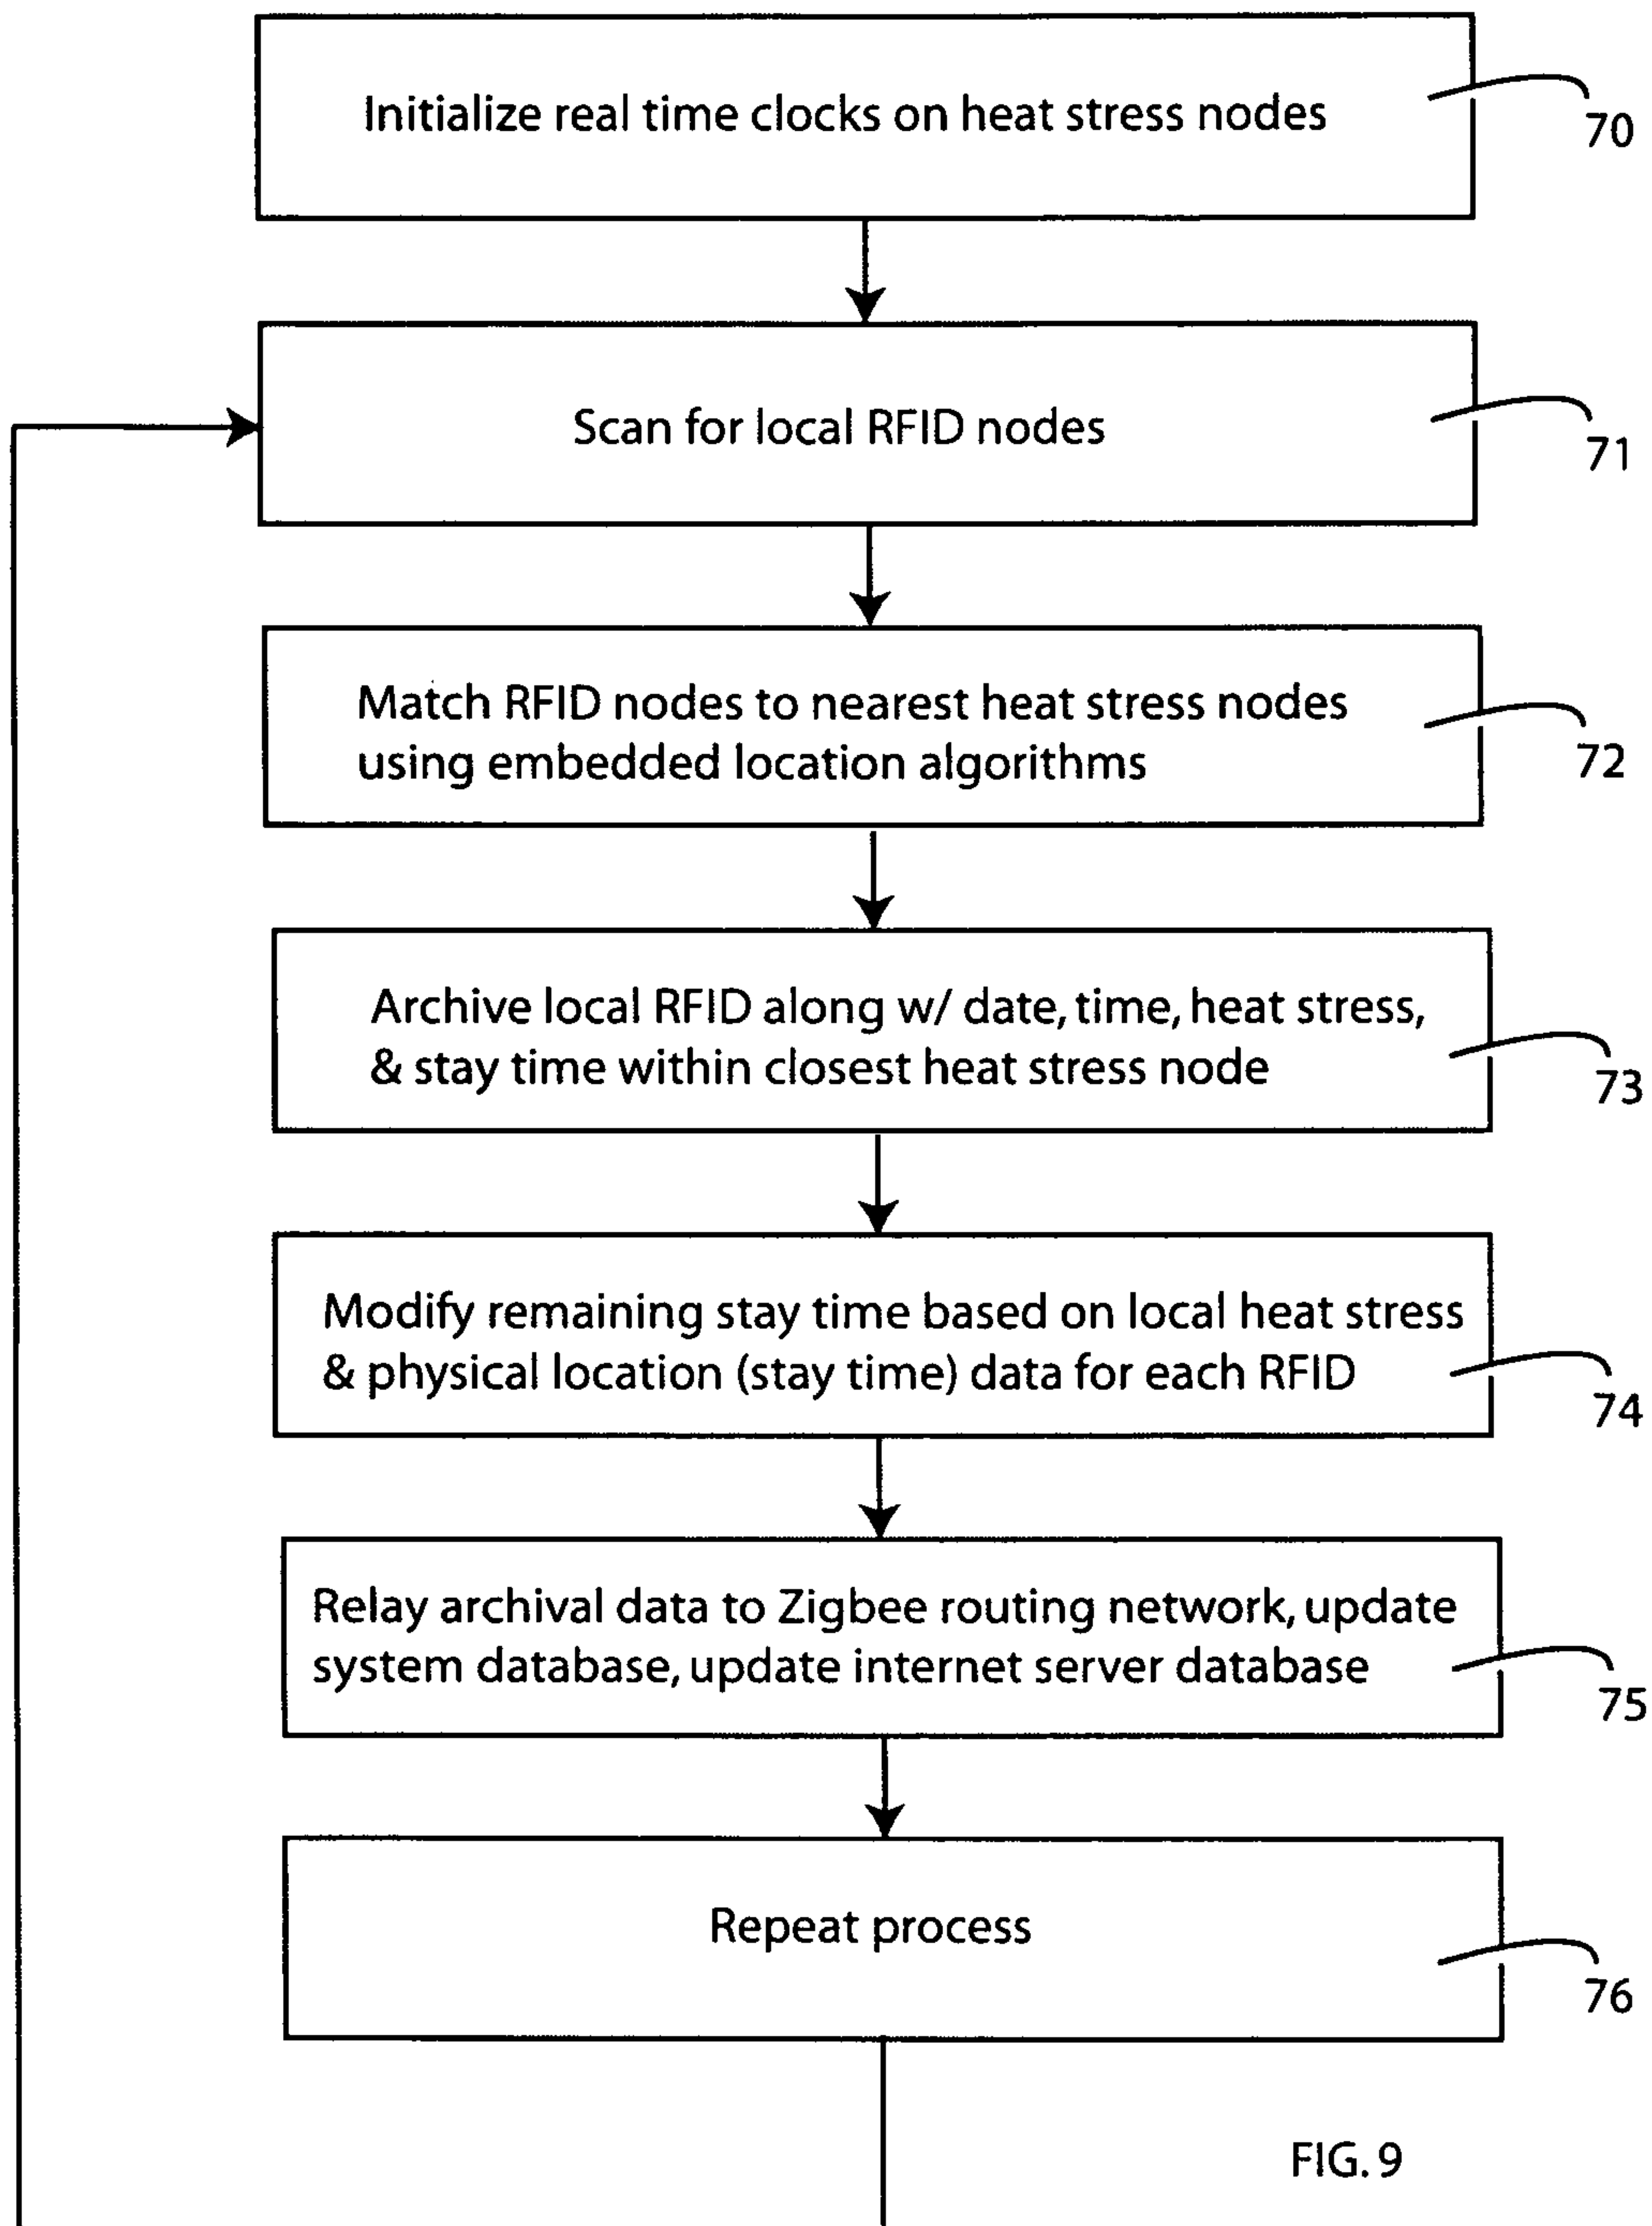 Initialize real time clocks on heat stress nodes
70
Scan for local RFID nodes
71
Match RFID nodes to nearest heat stress nodes
using embedded location algorithms
72
Archive local RFID along w/ date, time, heat stress,
& stay time within closest heat stress node
73
Modify remaining stay time based on local heat stress
& physical location (stay time) data for each RFID
74
Relay archival data to Zigbee routing network, update
system database, update internet server database
75
Repeat process
76
FIG. 9